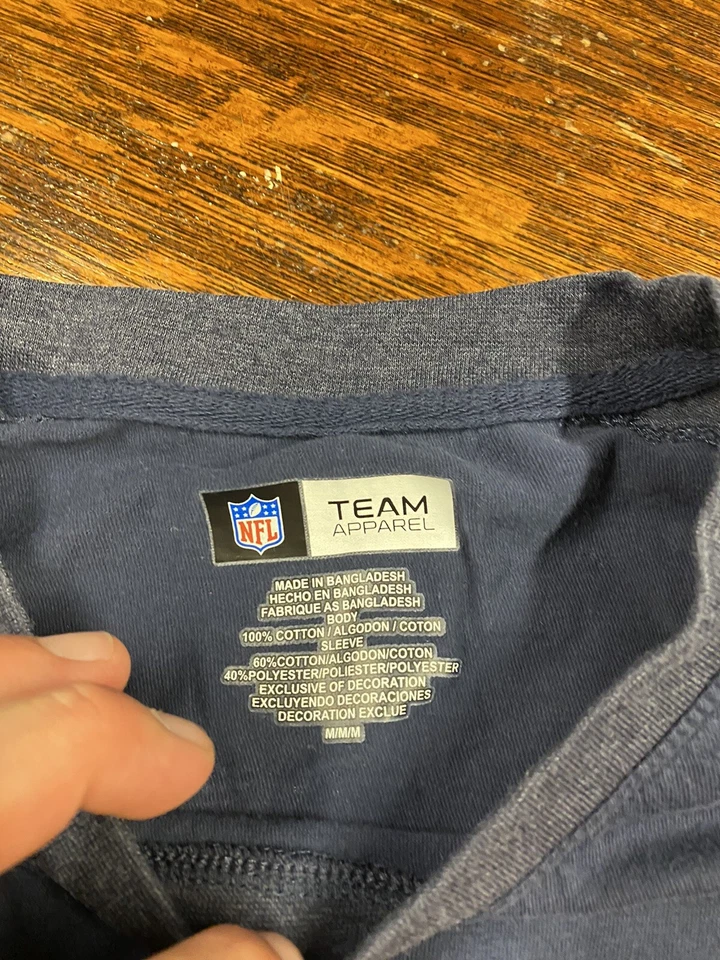 NFL
TEAM
APPAREL
MADE IN BANGLADESH
HECHO EN BANGLADESH
FABRIQUE AS BANGLADESH
BODY
100% COTTON / ALGODON / COTON
SLEEVE
60%COTTON/ALGODON/COTON
40%POLYESTER/POLIESTER/POLYESTER
EXCLUSIVE OF DECORATION
EXCLUYENDO DECORACIONES
DECORATION EXCLUE
M/M/M